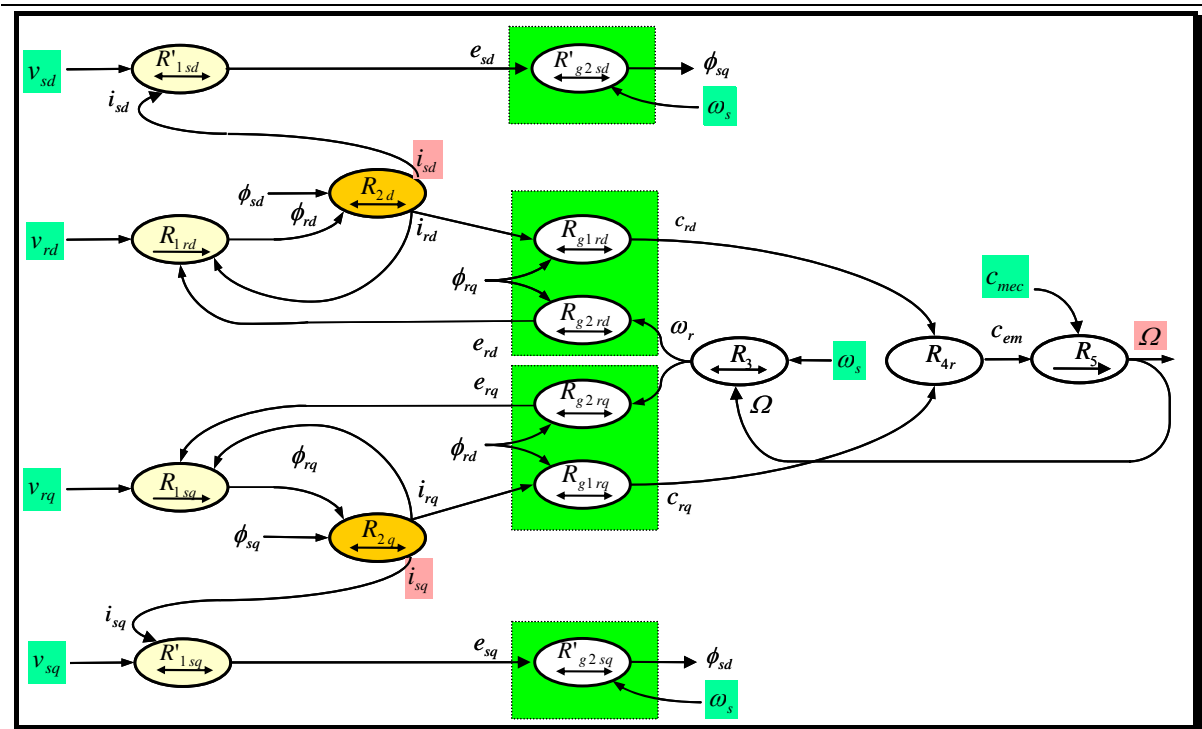 v_sd R'_1sd e_sd R'_g2sd ϕ_sq
i_sd ω_s
i_sd
ϕ_sd R_2d
ϕ_rd
v_rd R_1rd i_rd R_g1rd c_rd
ϕ_rq c_mec
R_g2rd ω_r
e_rd R_3 ω_s R_4r c_em R_5 Ω
e_rq R_g2rq Ω
ϕ_rq ϕ_rd
v_rq R_1sq i_rq R_g1rq c_rq
ϕ_sq R_2q
i_sq
i_sq
v_sq R'_1sq e_sq R'_g2sq ϕ_sd
ω_s